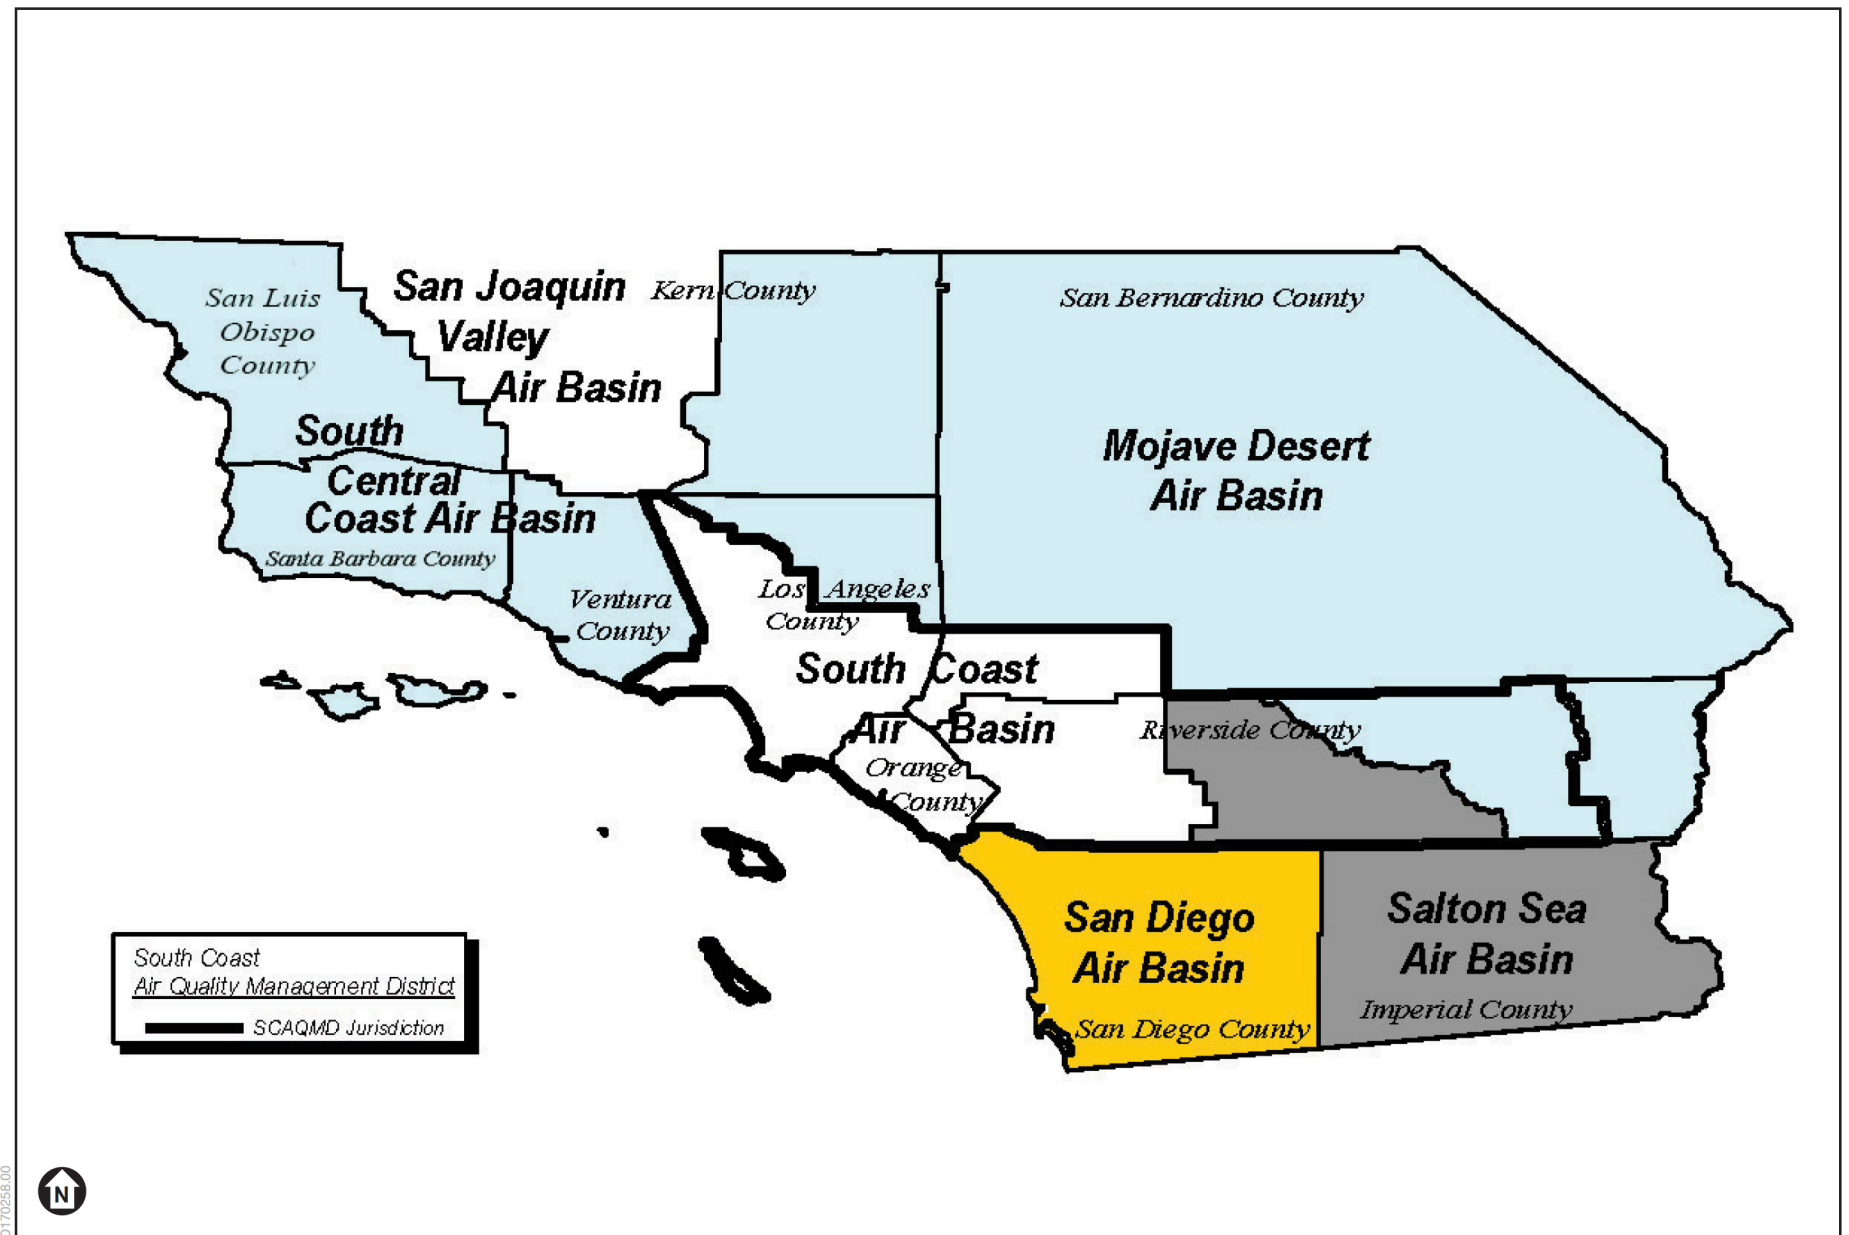 San Luis
Obispo
County
San Joaquin
Valley
Air Basin
Kern County
San Bernardino County
Mojave Desert
Air Basin
South
Central
Coast Air Basin
Santa Barbara County
Ventura
County
Los Angeles
County
South Coast
Air Basin
Orange
County
Riverside County
San Diego
Air Basin
San Diego County
Salton Sea
Air Basin
Imperial County
South Coast
Air Quality Management District
SCAQMD Jurisdiction
N
D170258.00